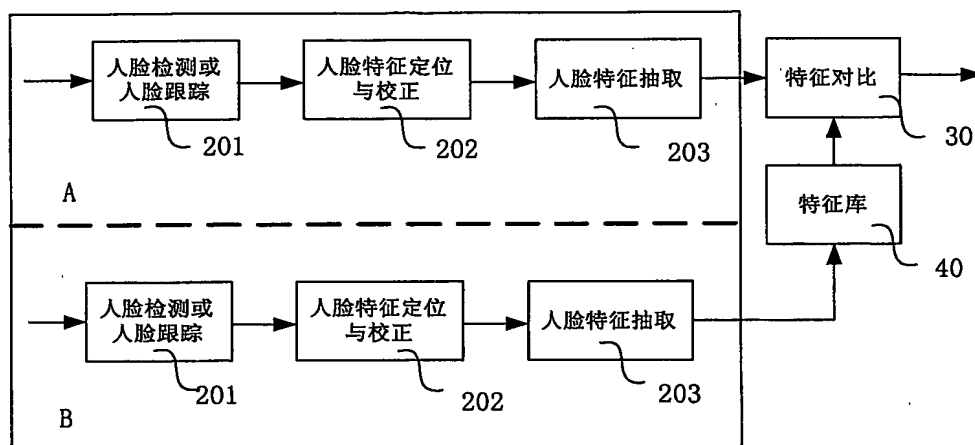 人脸检测或
人脸跟踪
201
人脸特征定位
与校正
202
人脸特征抽取
203
特征对比
30
A
特征库
40
人脸检测或
人脸跟踪
201
人脸特征定位
与校正
202
人脸特征抽取
203
B